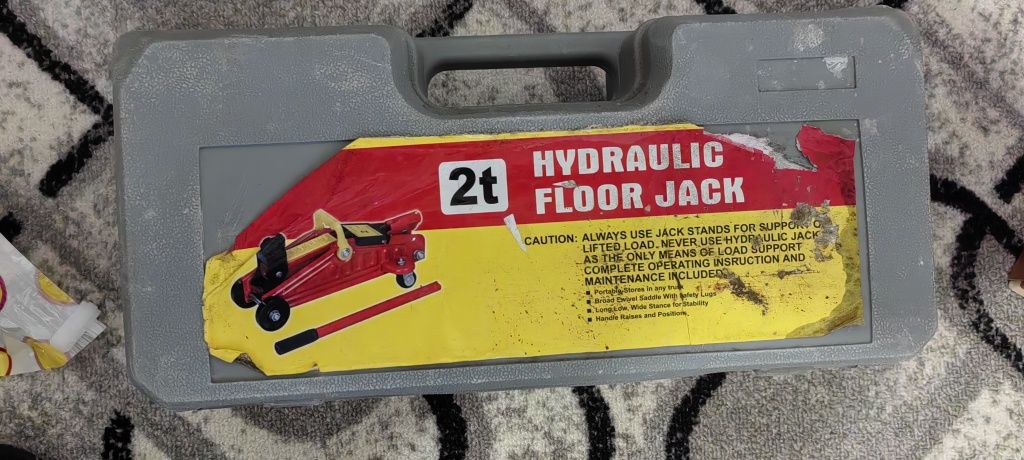 2t
HYDRAULIC
FLOOR JACK
CAUTION: ALWAYS USE JACK STANDS FOR SUPPORT O
LIFTED LOAD. NEVER USE HYDRAULIC JACK
AS THE ONLY MEANS OF LOAD SUPPORT
COMPLETE OPERATING INSRUCTION AND
MAINTENANCE INCLUDED.
Portable Stores in any trunk
Broad Swivel Saddle With Safety Lugs
Long Low, Wide Stance for Stability
Handle Raises and Positions